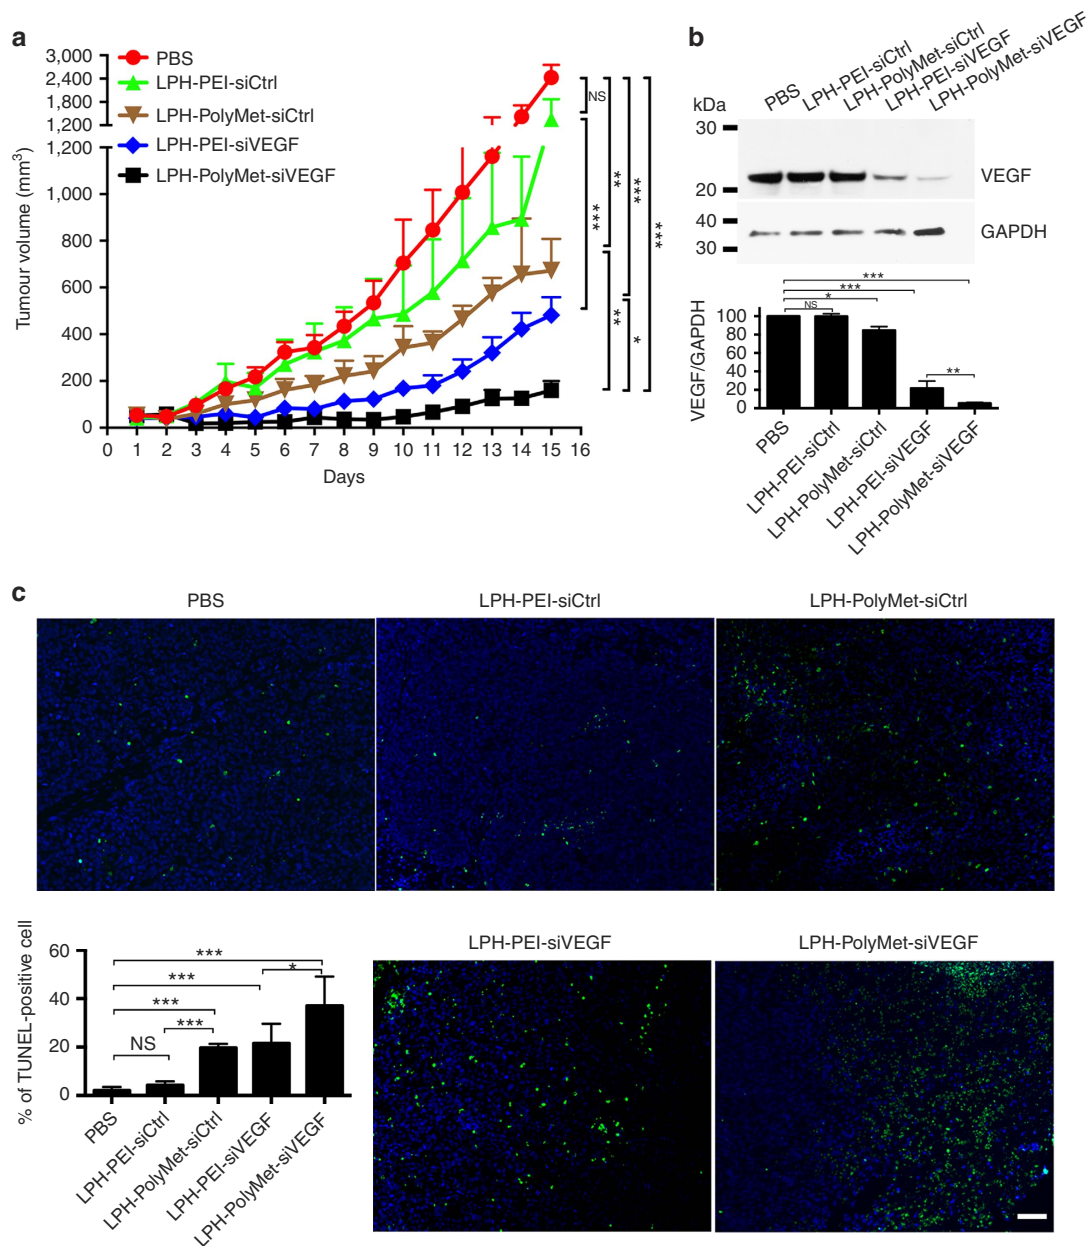 a
3,000
2,400
1,800
1,200
1,200
1,000
800
600
400
200
0
Tumour volume (mm³)
PBS
LPH-PEI-siCtrl
LPH-PolyMet-siCtrl
LPH-PEI-siVEGF
LPH-PolyMet-siVEGF
0 1 2 3 4 5 6 7 8 9 10 11 12 13 14 15 16
Days
NS
***
**
***
***
**
*
b
PBS
LPH-PEI-siCtrl
LPH-PolyMet-siCtrl
LPH-PEI-siVEGF
LPH-PolyMet-siVEGF
kDa
30
20
VEGF
40
30
GAPDH
***
***
*
NS
**
100
80
60
40
20
0
VEGF/GAPDH
PBS
LPH-PEI-siCtrl
LPH-PolyMet-siCtrl
LPH-PEI-siVEGF
LPH-PolyMet-siVEGF
c
PBS
LPH-PEI-siCtrl
LPH-PolyMet-siCtrl
% of TUNEL-positive cell
60
40
20
0
***
*
***
***
***
NS
PBS
LPH-PEI-siCtrl
LPH-PolyMet-siCtrl
LPH-PEI-siVEGF
LPH-PolyMet-siVEGF
LPH-PEI-siVEGF
LPH-PolyMet-siVEGF